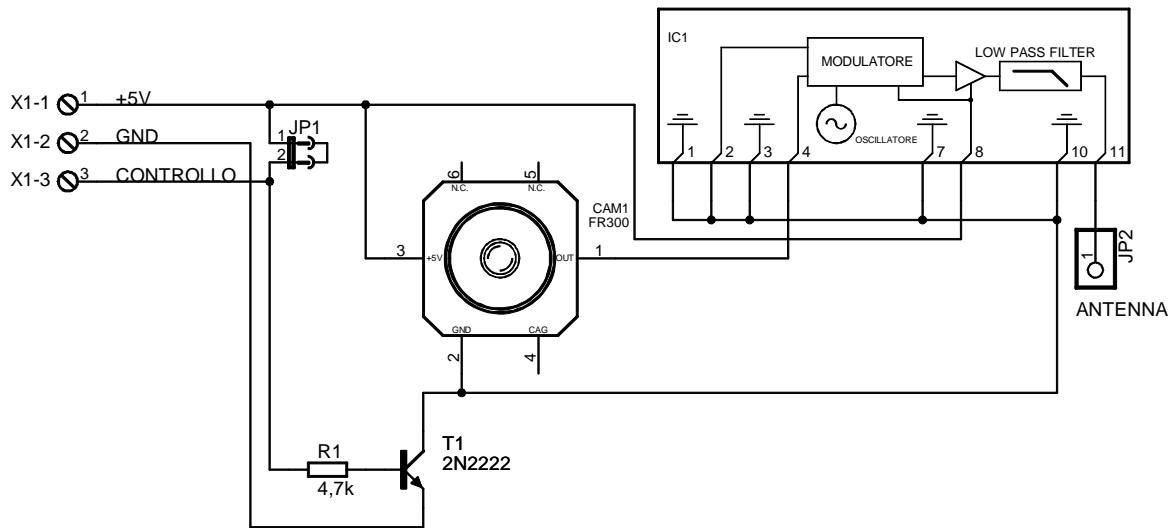 IC1
LOW PASS FILTER
MODULATORE
OSCILLATORE
1 2 3 4 7 8 10 11
X1-1 1 +5V
X1-2 2 GND
X1-3 3 CONTROLLO
JP1
1
2
6
N.C.
5
N.C.
CAM1
FR300
3 +5V
OUT 1
GND
CAG
2
4
JP2
1
ANTENNA
R1
4,7k
T1
2N2222